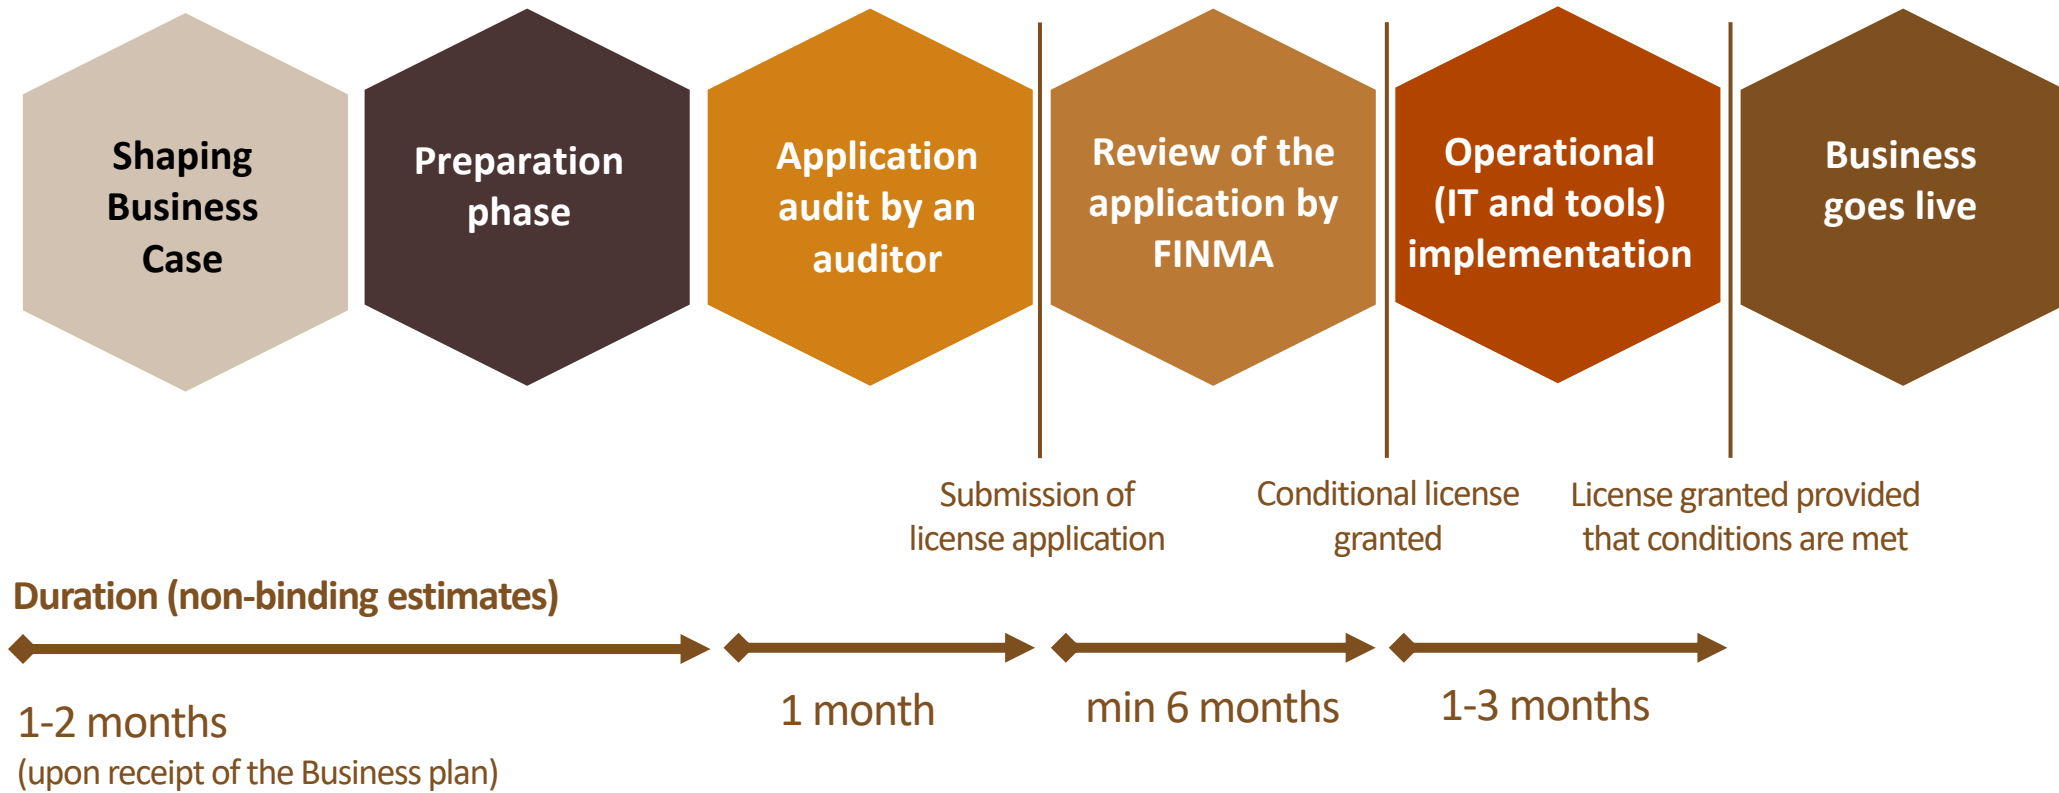 Shaping
Business
Case
Preparation
phase
Application
audit by an
auditor
Review of the
application by
FINMA
Operational
(IT and tools)
implementation
Business
goes live
Submission of
license application
Conditional license
granted
License granted provided
that conditions are met
Duration (non-binding estimates)
1-2 months
(upon receipt of the Business plan)
1 month
min 6 months
1-3 months